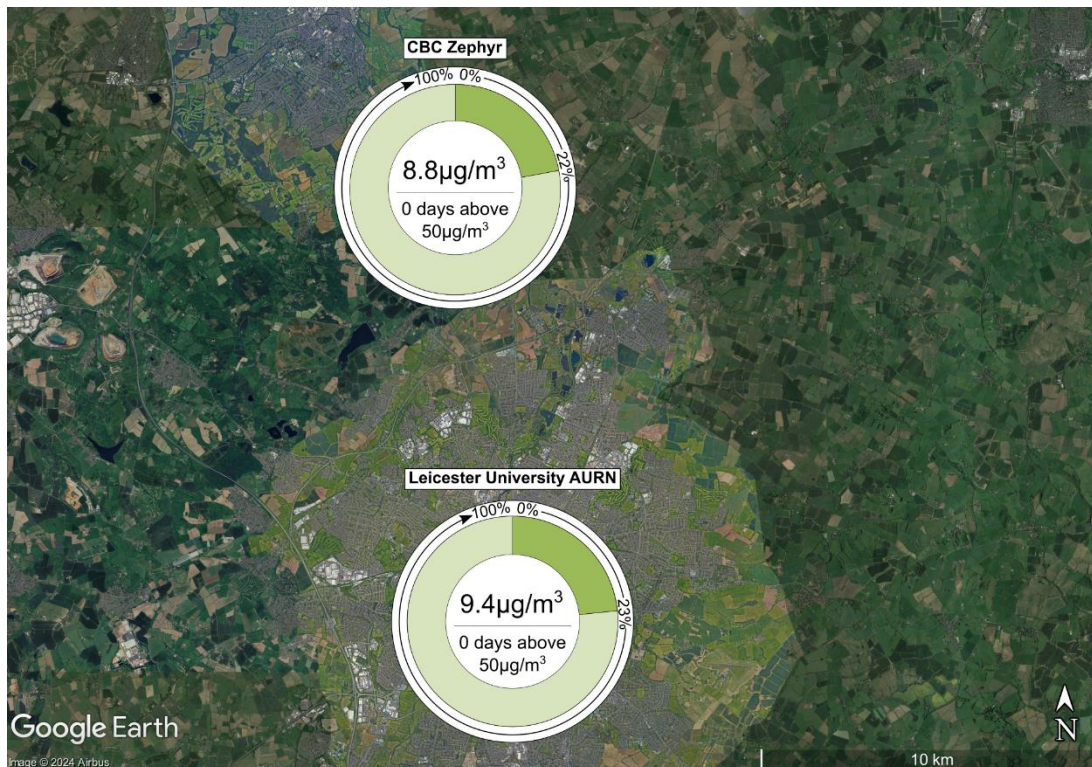 CBC Zephyr
100% 0%
22%
8.8µg/m³
0 days above
50µg/m³
Leicester University AURN
100% 0%
23%
9.4µg/m³
0 days above
50µg/m³
Google Earth
Image © 2024 Airbus
N
10 km